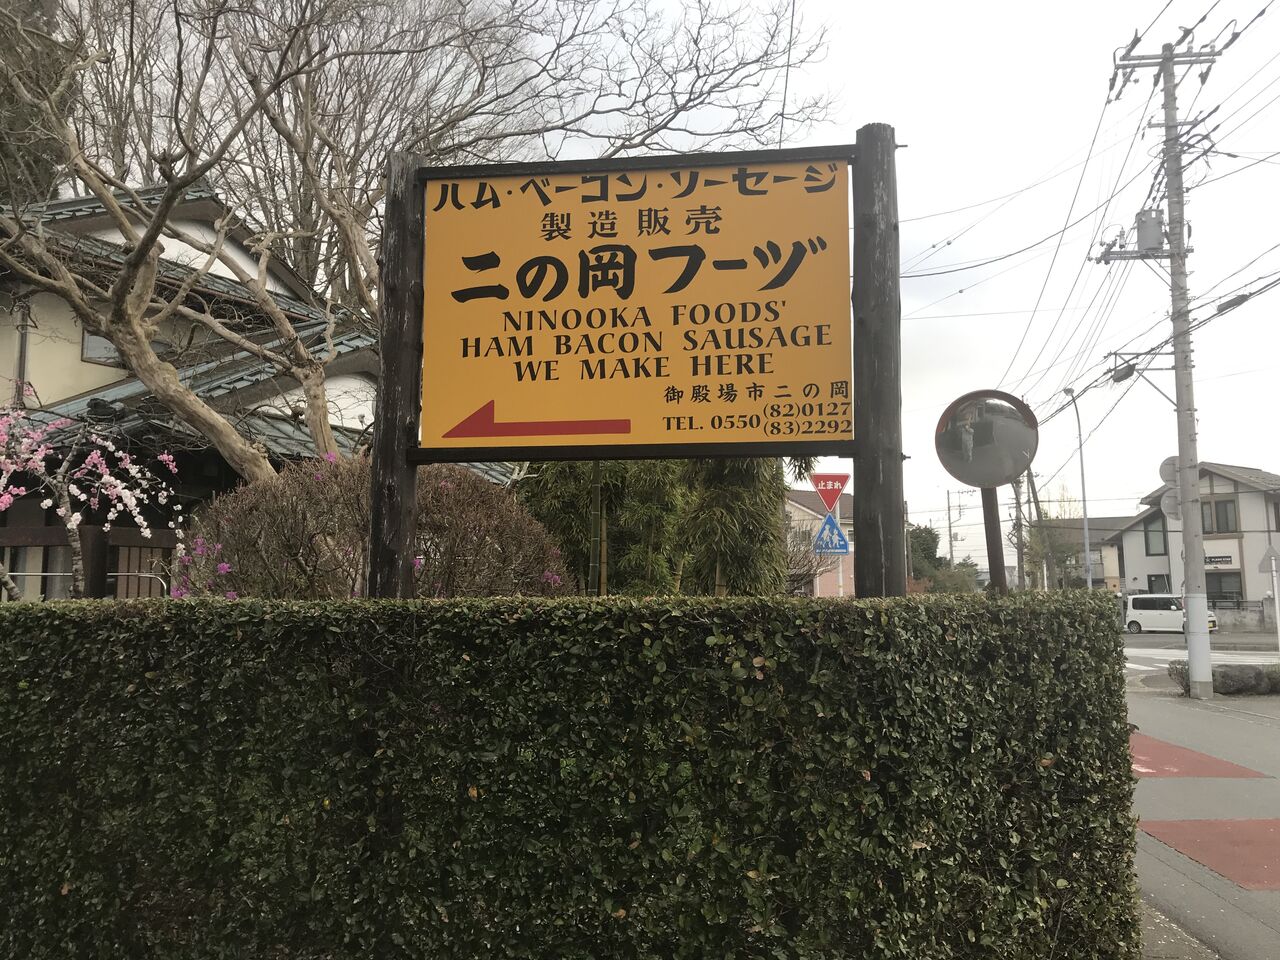 ハム・ベーコン・ソーセージ
製造販売
二の岡フーヅ
NINOOKA FOODS'
HAM BACON SAUSAGE
WE MAKE HERE
御殿場市二の岡
TEL. 0550 (82)0127
(83)2292
止まれ